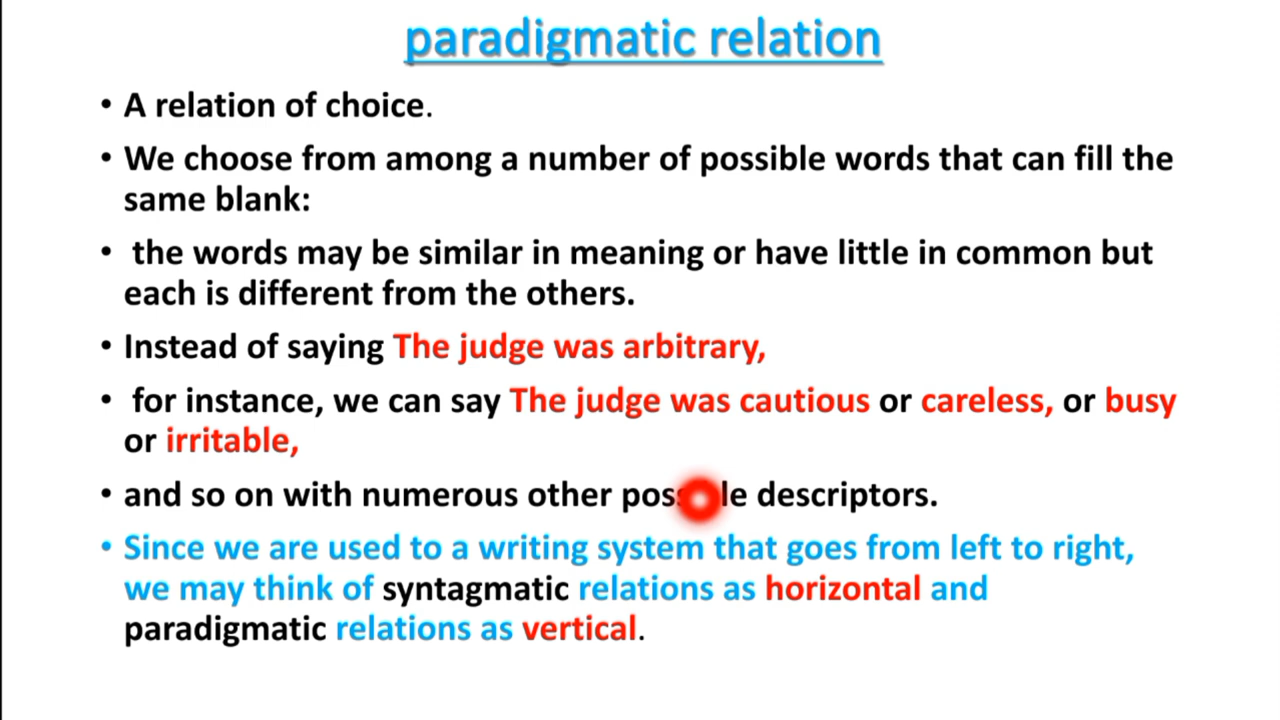 paradigmatic relation
• A relation of choice.
• We choose from among a number of possible words that can fill the
same blank:
• the words may be similar in meaning or have little in common but
each is different from the others.
• Instead of saying The judge was arbitrary,
• for instance, we can say The judge was cautious or careless, or busy
or irritable,
• and so on with numerous other possible descriptors.
• Since we are used to a writing system that goes from left to right,
we may think of syntagmatic relations as horizontal and
paradigmatic relations as vertical.